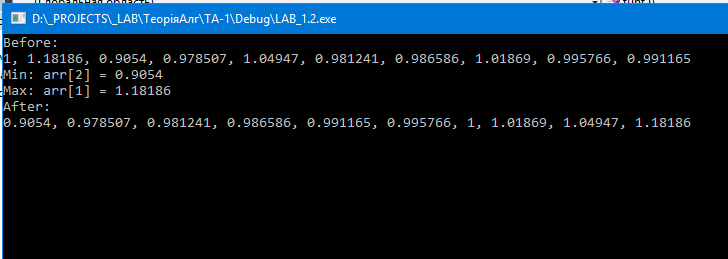 D:\_PROJECTS\_LAB\ТеоріяАлг\TA-1\Debug\LAB_1.2.exe
Before:
1, 1.18186, 0.9054, 0.978507, 1.04947, 0.981241, 0.986586, 1.01869, 0.995766, 0.991165
Min: arr[2] = 0.9054
Max: arr[1] = 1.18186
After:
0.9054, 0.978507, 0.981241, 0.986586, 0.991165, 0.995766, 1, 1.01869, 1.04947, 1.18186